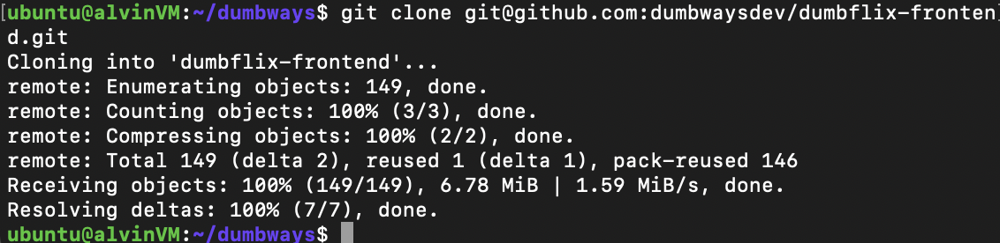 [ubuntu@alvinVM:~/dumbways$ git clone git@github.com:dumbwaysdev/dumbflix-fronten]
d.git
Cloning into 'dumbflix-frontend'...
remote: Enumerating objects: 149, done.
remote: Counting objects: 100% (3/3), done.
remote: Compressing objects: 100% (2/2), done.
remote: Total 149 (delta 2), reused 1 (delta 1), pack-reused 146
Receiving objects: 100% (149/149), 6.78 MiB | 1.59 MiB/s, done.
Resolving deltas: 100% (7/7), done.
ubuntu@alvinVM:~/dumbways$